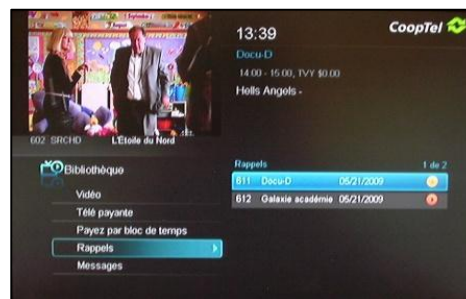 13:39
CoopTel
Docu-D
14:00 - 15:00, TVY $0.00
Hells Angels -
602 SRCHD L'Étoile du Nord
Bibliothèque
Vidéo
Télé payante
Payez par bloc de temps
Rappels
Messages
Rappels 1 de 2
611 Docu-D 05/21/2009
612 Galaxie académie 05/21/2009